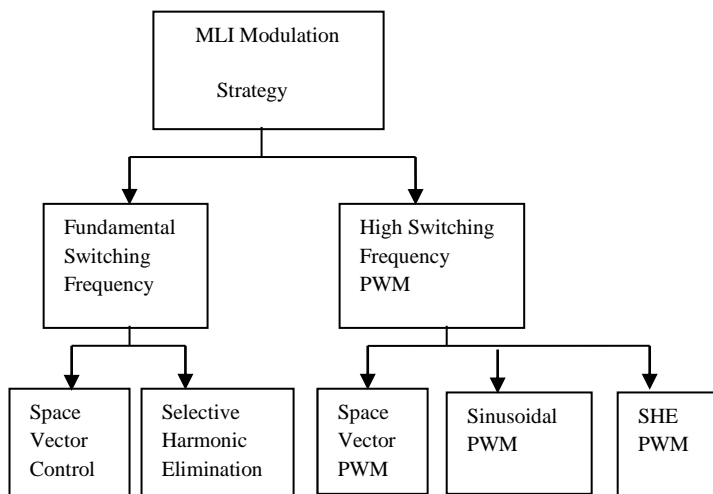 MLI Modulation
Strategy
Fundamental
Switching
Frequency
High Switching
Frequency
PWM
Space
Vector
Control
Selective
Harmonic
Elimination
Space
Vector
PWM
Sinusoidal
PWM
SHE
PWM